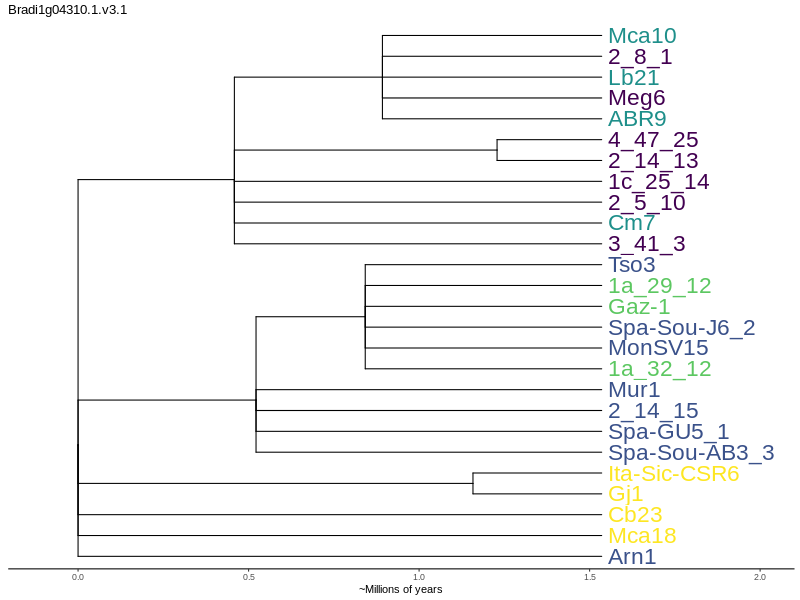 Bradi1g04310.1.v3.1
Mca10
2_8_1
Lb21
Meg6
ABR9
4_47_25
2_14_13
1c_25_14
2_5_10
Cm7
3_41_3
Tso3
1a_29_12
Gaz-1
Spa-Sou-J6_2
MonSV15
1a_32_12
Mur1
2_14_15
Spa-GU5_1
Spa-Sou-AB3_3
Ita-Sic-CSR6
Gj1
Cb23
Mca18
Arn1
0.0 0.5 1.0 1.5 2.0
~Millions of years